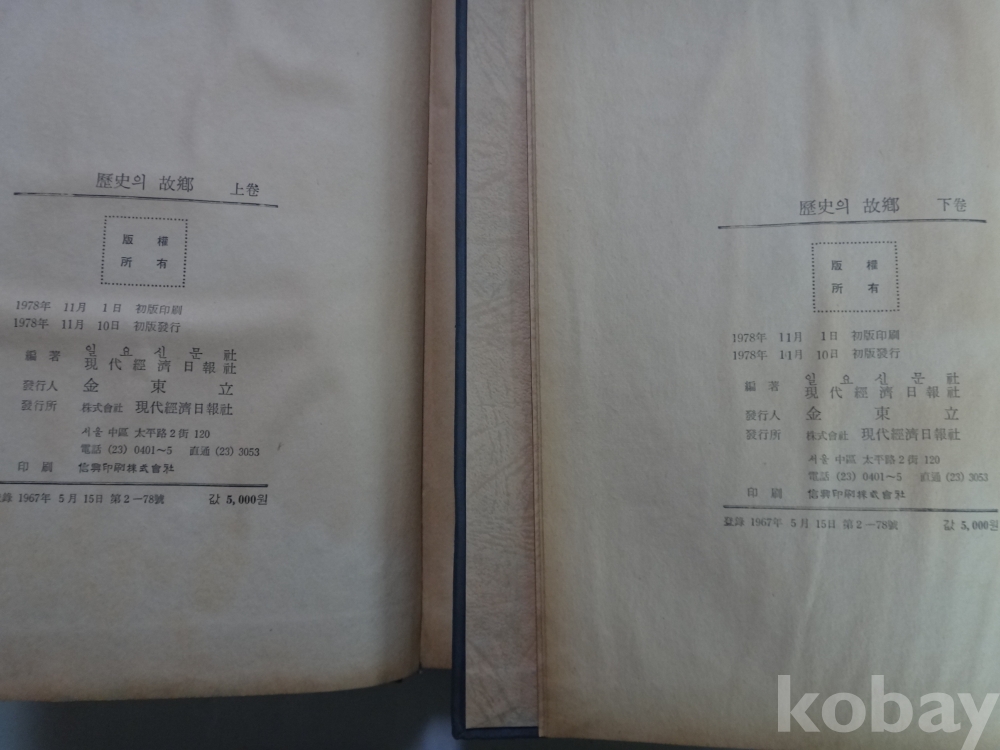 歷史의 故鄕 上卷
版權
所有
1978年 11月 1日 初版印刷
1978年 11月 10日 初版發行
編著 일요신문社
現代經濟日報社
發行人 金東立
發行所 株式會社 現代經濟日報社
서울 中區 太平路 2街 120
電話 (23) 0401~5 直通 (23) 3053
印刷 信興印刷株式會社
登錄 1967年 5月 15日 第2-78號 값 5,000원
歷史의 故鄕 下卷
版權
所有
1978年 11月 1日 初版印刷
1978年 11月 10日 初版發行
編著 일요신문社
現代經濟日報社
發行人 金東立
發行所 株式會社 現代經濟日報社
서울 中區 太平路 2街 120
電話 (23) 0401~5 直通 (23) 3053
印刷 信興印刷株式會社
登錄 1967年 5月 15日 第2-78號 값 5,000원
kobay